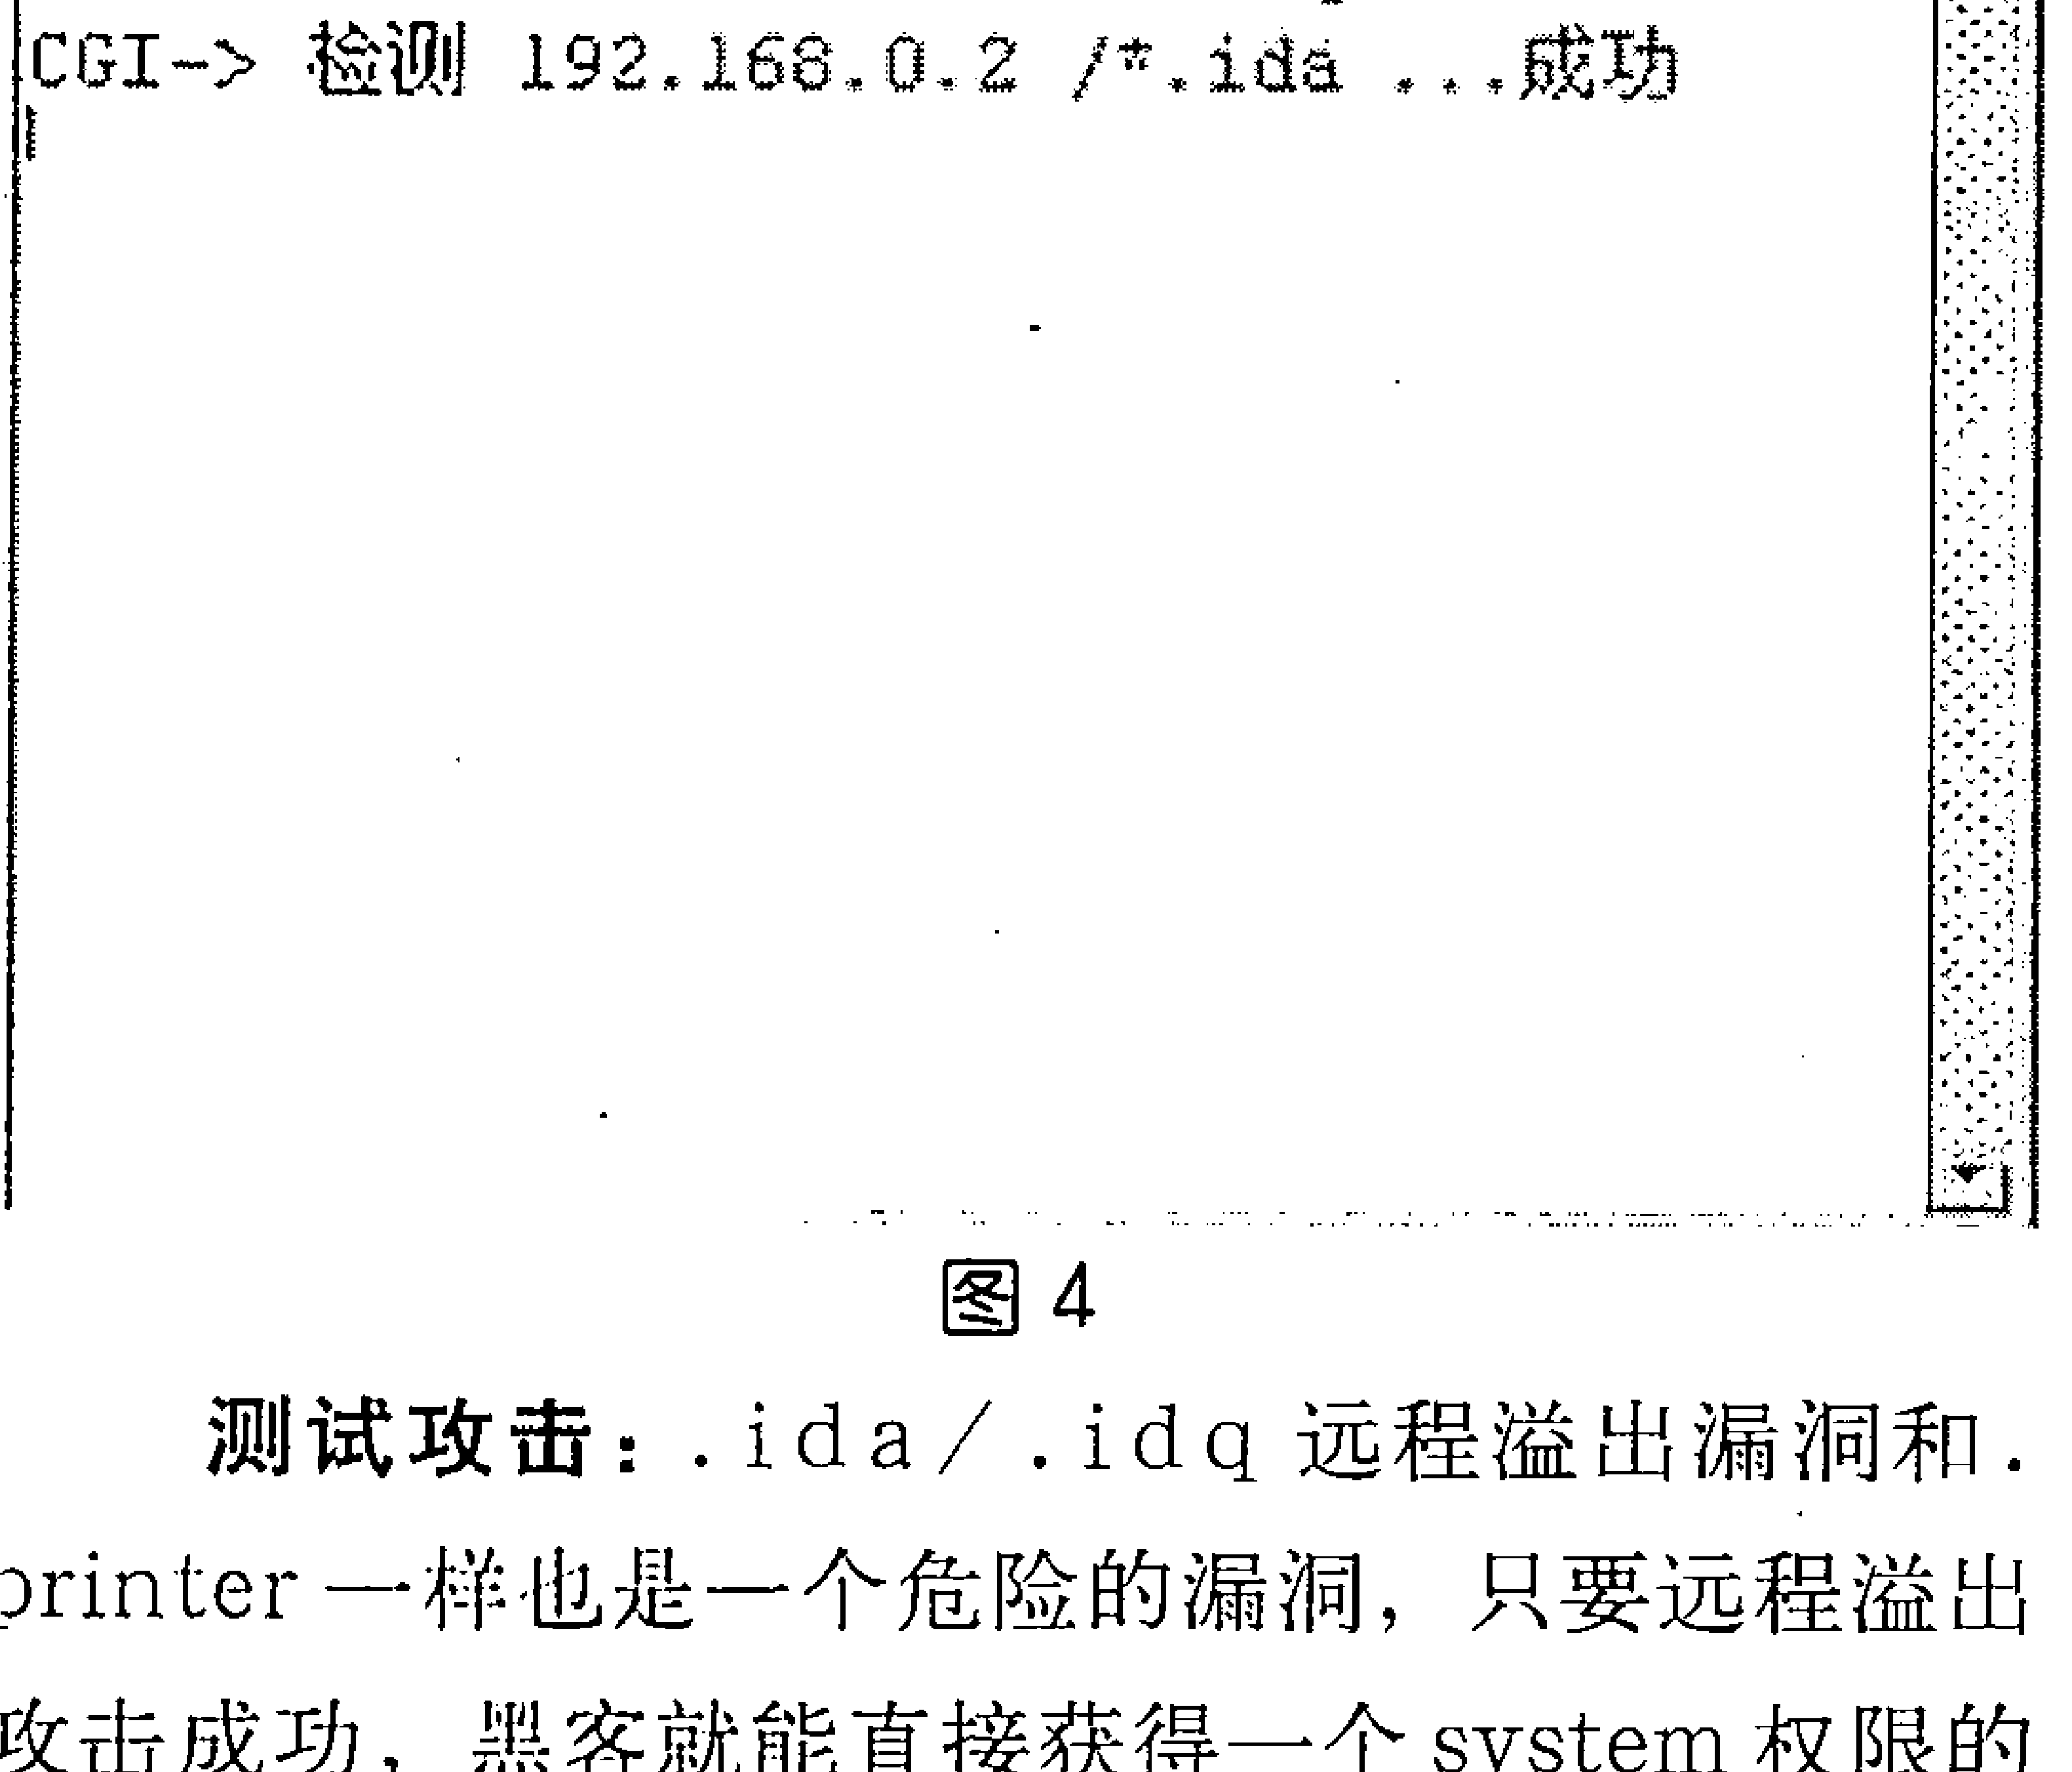 CGI-> 检测 192.168.0.2 /*.ida ...成功
图 4
测试攻击：.ida/.idq 远程溢出漏洞和.
printer 一样也是一个危险的漏洞，只要远程溢出
攻击成功，黑客就能直接获得一个 system 权限的